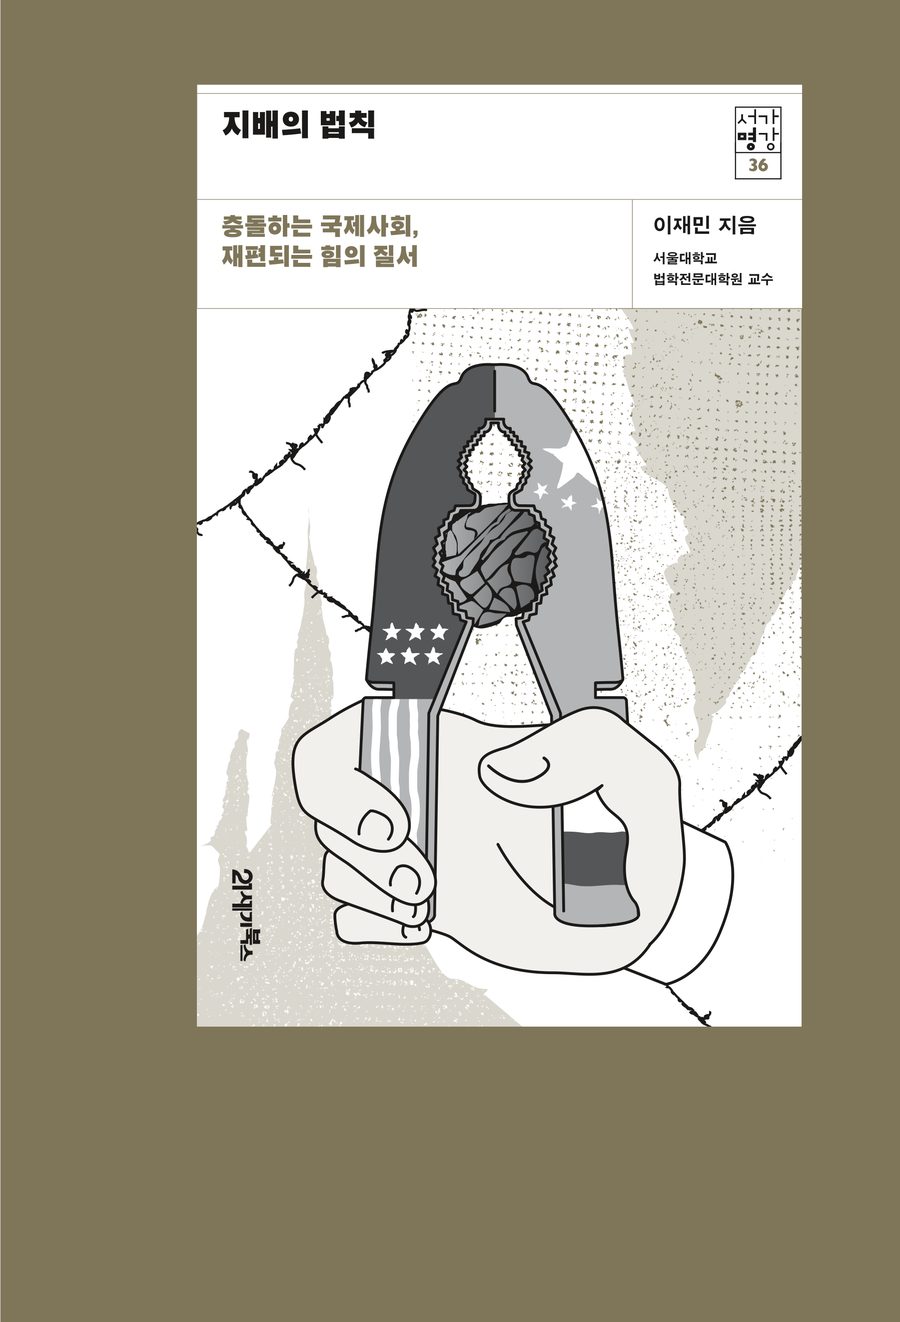 지배의 법칙
서가
명강
36
충돌하는 국제사회,
재편되는 힘의 질서
이재민 지음
서울대학교
법학전문대학원 교수
21세기북스